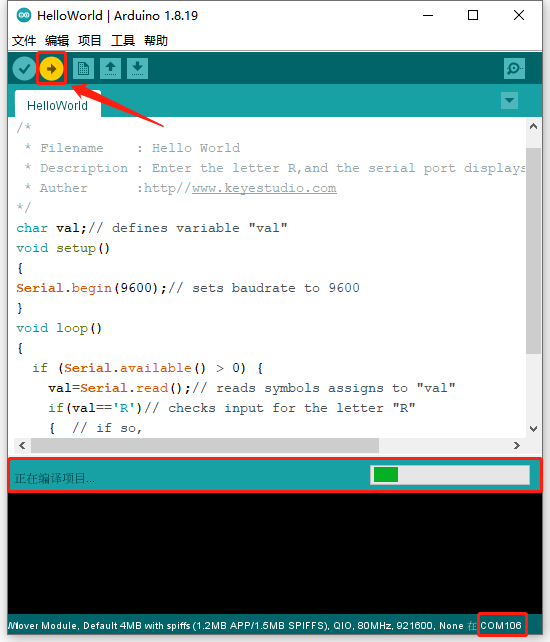 HelloWorld | Arduino 1.8.19
文件 编辑 项目 工具 帮助
HelloWorld
/*
* Filename : Hello World
* Description : Enter the letter R,and the serial port displays
* Auther :http//www.keyestudio.com
*/
char val;// defines variable "val"
void setup()
{
Serial.begin(9600);// sets baudrate to 9600
}
void loop()
{
if (Serial.available() > 0) {
val=Serial.read();// reads symbols assigns to "val"
if(val=='R')// checks input for the letter "R"
{ // if so,
正在编译项目...
Module, Default 4MB with spiffs (1.2MB APP/1.5MB SPIFFS), QIO, 80MHz, 921600, None 在 COM106